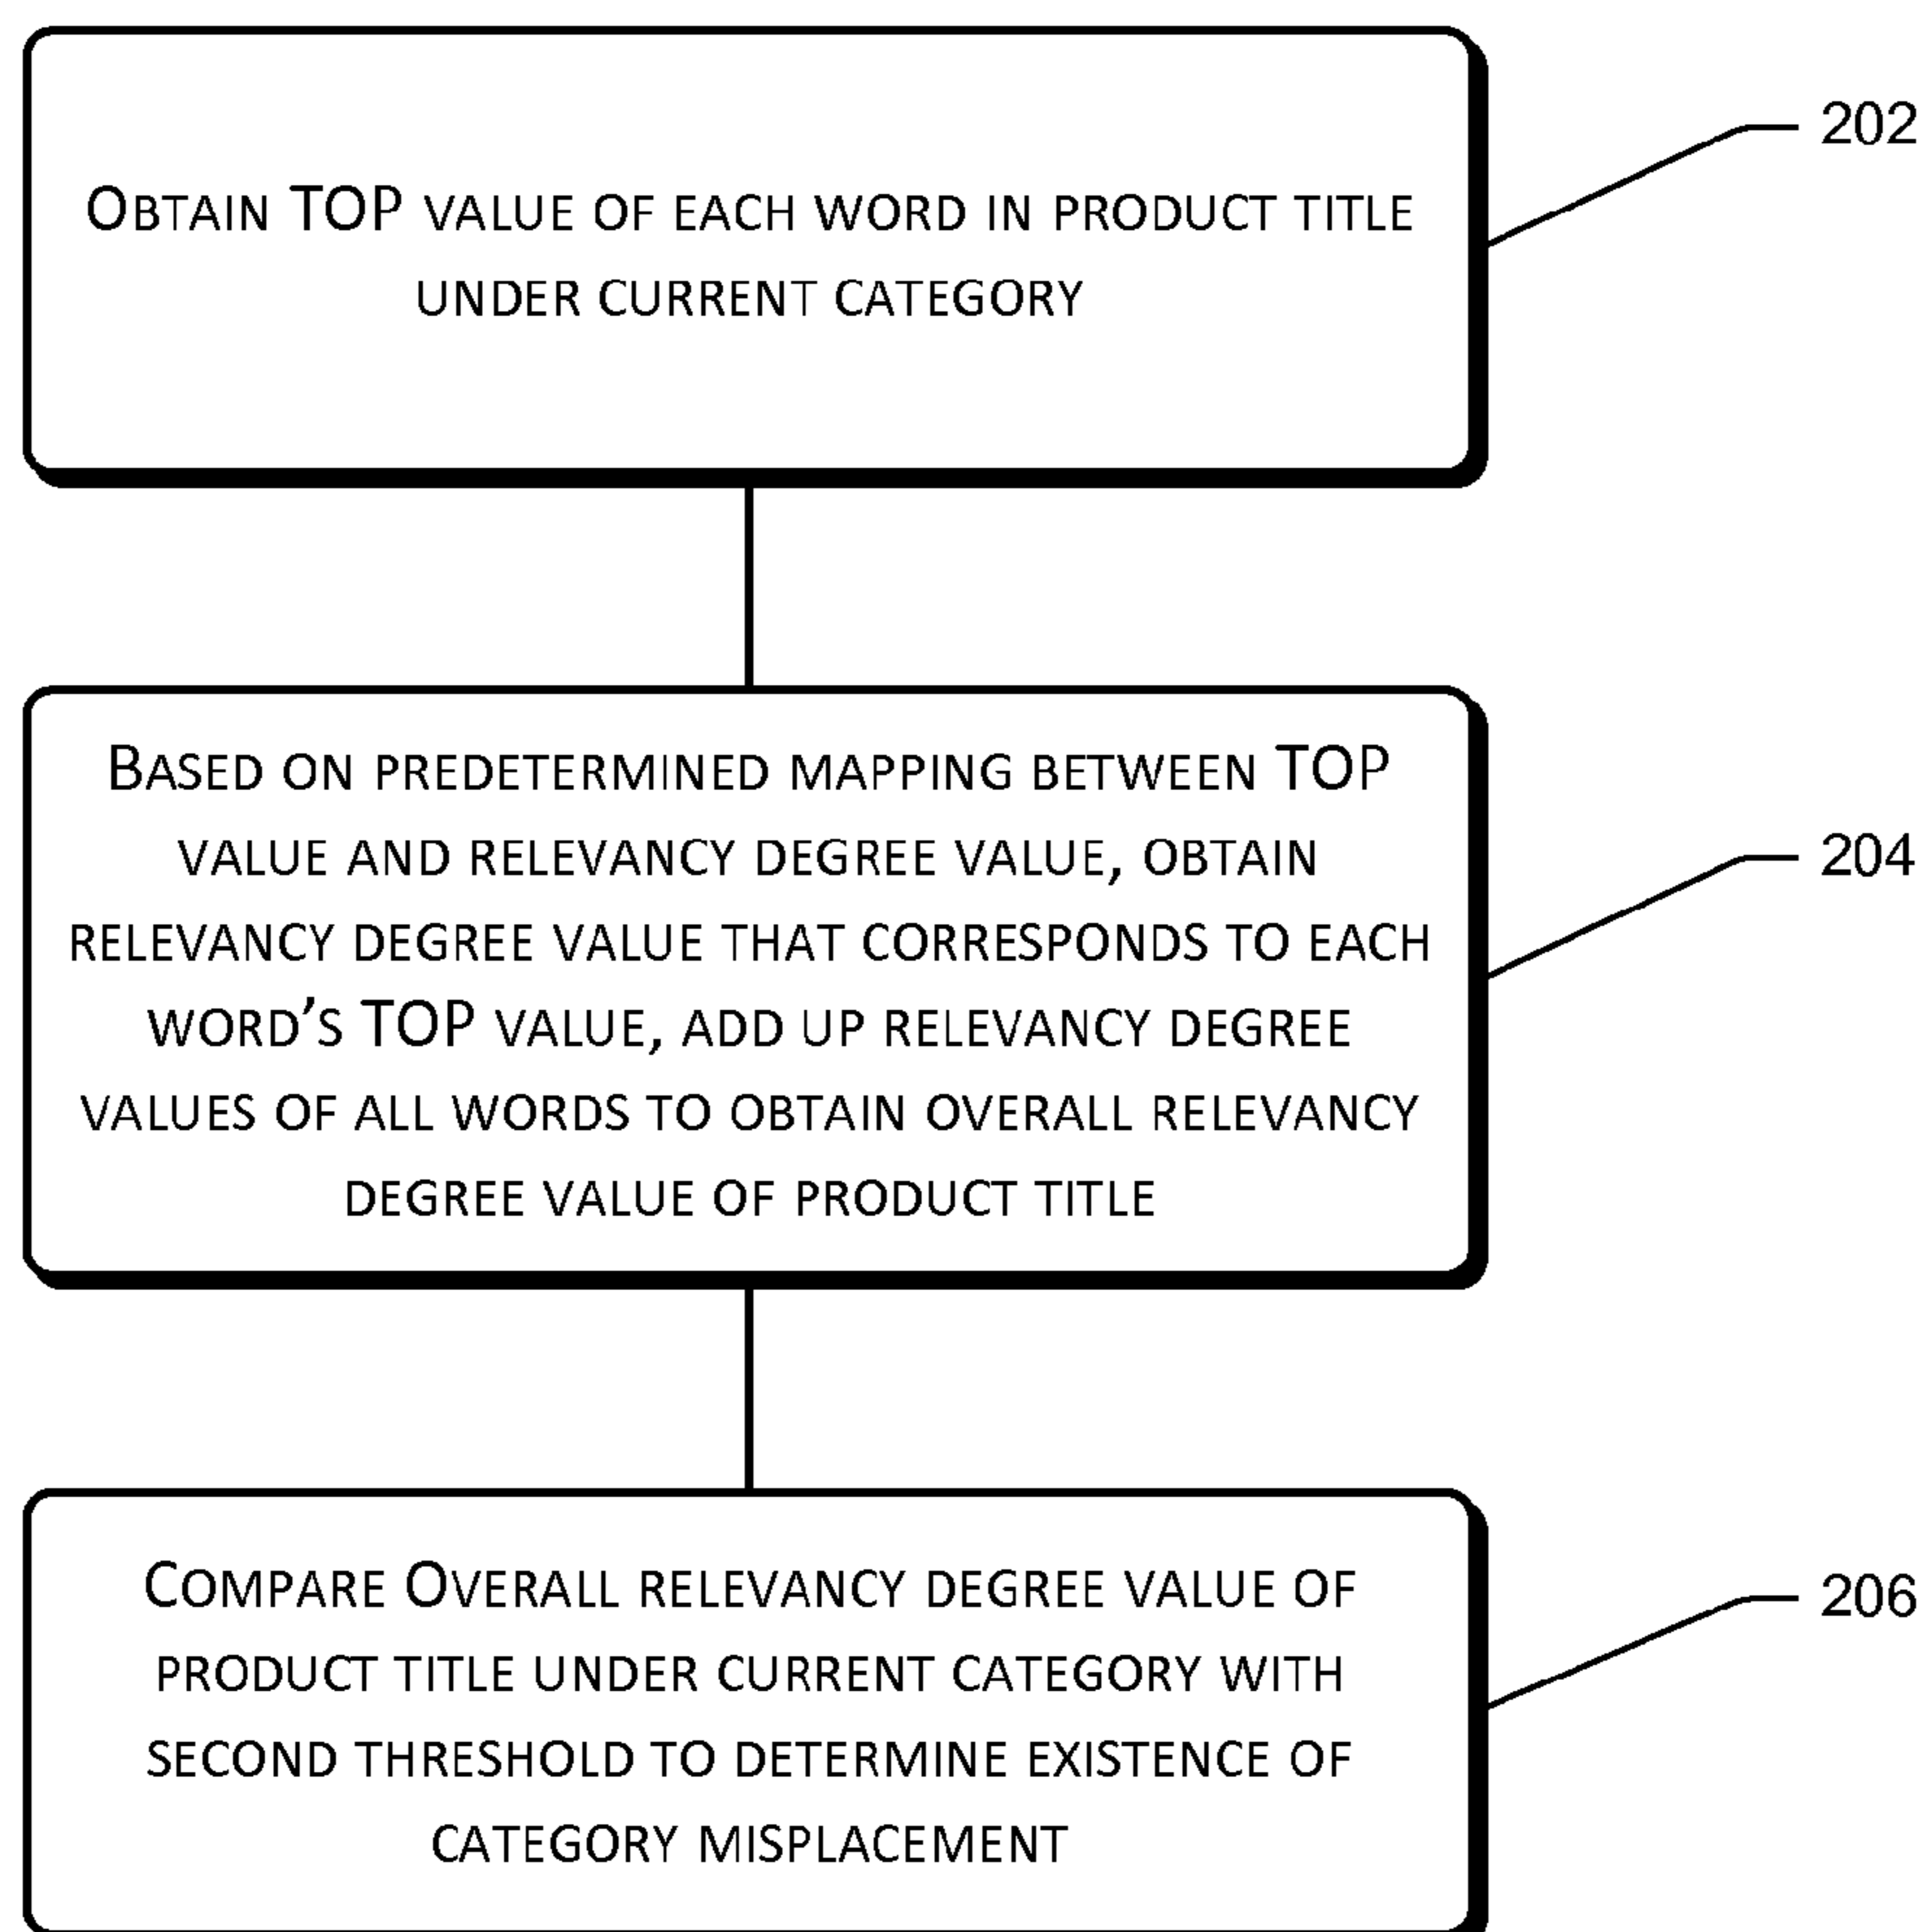 Obtain TOP value of each word in product title
under current category
202
Based on predetermined mapping between TOP
value and relevancy degree value, obtain
relevancy degree value that corresponds to each
word’s TOP value, add up relevancy degree
values of all words to obtain overall relevancy
degree value of product title
204
Compare Overall relevancy degree value of
product title under current category with
second threshold to determine existence of
category misplacement
206